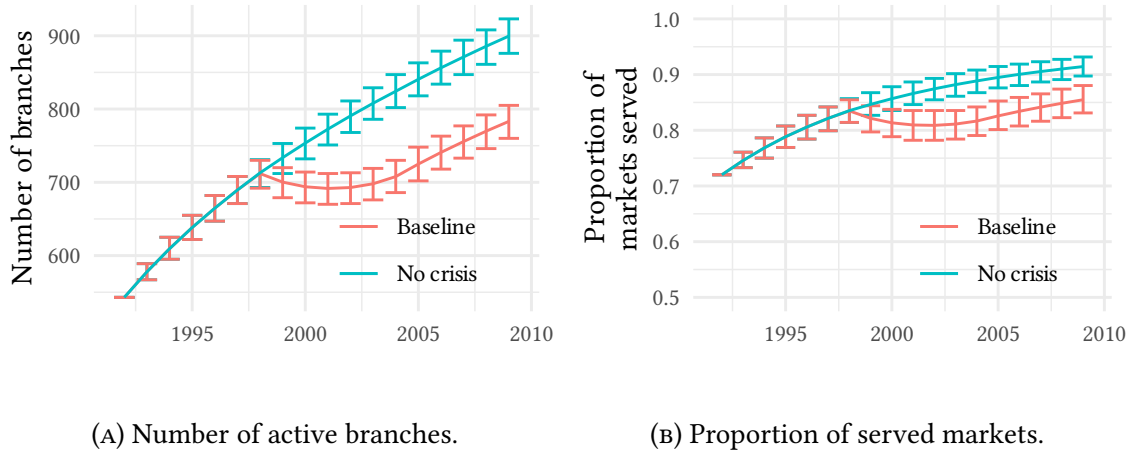 Number of branches
900
800
700
600
1995
2000
2005
2010
Baseline
No crisis
(A) Number of active branches.
Proportion of
markets served
1.0
0.9
0.8
0.7
0.6
0.5
1995
2000
2005
2010
Baseline
No crisis
(B) Proportion of served markets.